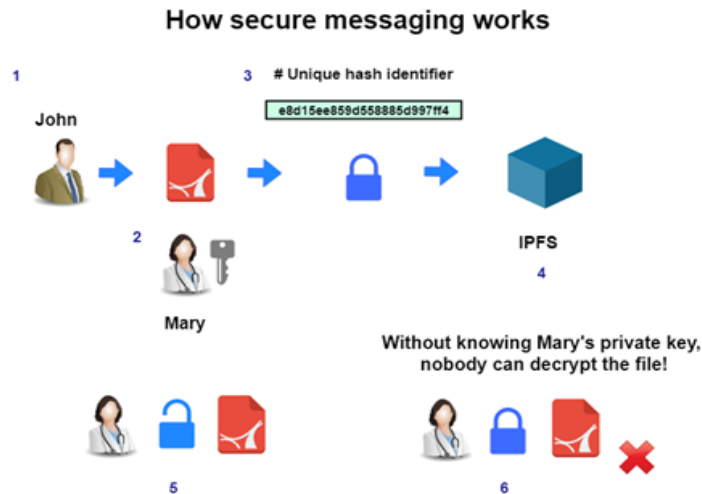 How secure messaging works
1
3
# Unique hash identifier
e8d15ee859d558885d997ff4
John
2
IPFS
4
Mary
Without knowing Mary's private key,
nobody can decrypt the file!
5
6